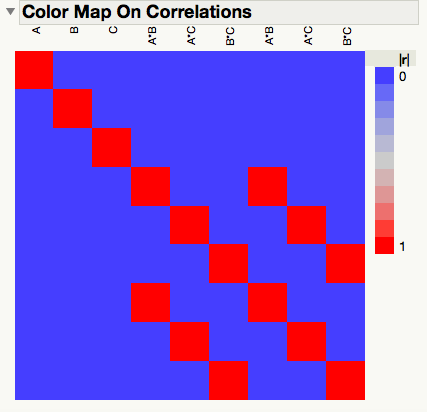 Color Map On Correlations
A B C A*B A*C B*C A*B A*C B*C
|r|
0
1